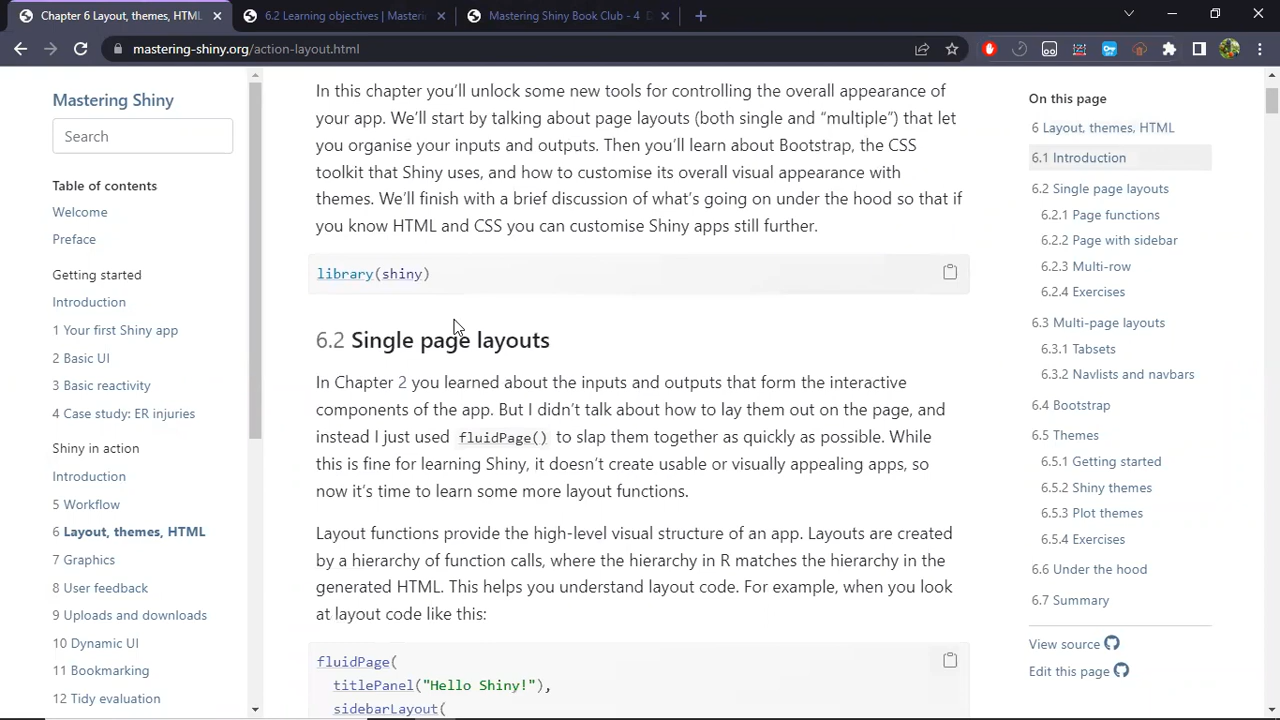 Chapter 6 Layout, themes, HTML
6.2 Learning objectives | Masteri
Mastering Shiny Book Club - 4
mastering-shiny.org/action-layout.html
Mastering Shiny
Search
Table of contents
Welcome
Preface
Getting started
Introduction
1 Your first Shiny app
2 Basic UI
3 Basic reactivity
4 Case study: ER injuries
Shiny in action
Introduction
5 Workflow
6 Layout, themes, HTML
7 Graphics
8 User feedback
9 Uploads and downloads
10 Dynamic UI
11 Bookmarking
12 Tidy evaluation
In this chapter you'll unlock some new tools for controlling the overall appearance of
your app. We'll start by talking about page layouts (both single and “multiple”) that let
you organise your inputs and outputs. Then you'll learn about Bootstrap, the CSS
toolkit that Shiny uses, and how to customise its overall visual appearance with
themes. We'll finish with a brief discussion of what's going on under the hood so that if
you know HTML and CSS you can customise Shiny apps still further.
library(shiny)
6.2 Single page layouts
In Chapter 2 you learned about the inputs and outputs that form the interactive
components of the app. But I didn't talk about how to lay them out on the page, and
instead I just used fluidPage() to slap them together as quickly as possible. While
this is fine for learning Shiny, it doesn't create usable or visually appealing apps, so
now it's time to learn some more layout functions.
Layout functions provide the high-level visual structure of an app. Layouts are created
by a hierarchy of function calls, where the hierarchy in R matches the hierarchy in the
generated HTML. This helps you understand layout code. For example, when you look
at layout code like this:
fluidPage(
titlePanel("Hello Shiny!"),
sidebarLayout(
On this page
6 Layout, themes, HTML
6.1 Introduction
6.2 Single page layouts
6.2.1 Page functions
6.2.2 Page with sidebar
6.2.3 Multi-row
6.2.4 Exercises
6.3 Multi-page layouts
6.3.1 Tabsets
6.3.2 Navlists and navbars
6.4 Bootstrap
6.5 Themes
6.5.1 Getting started
6.5.2 Shiny themes
6.5.3 Plot themes
6.5.4 Exercises
6.6 Under the hood
6.7 Summary
View source
Edit this page